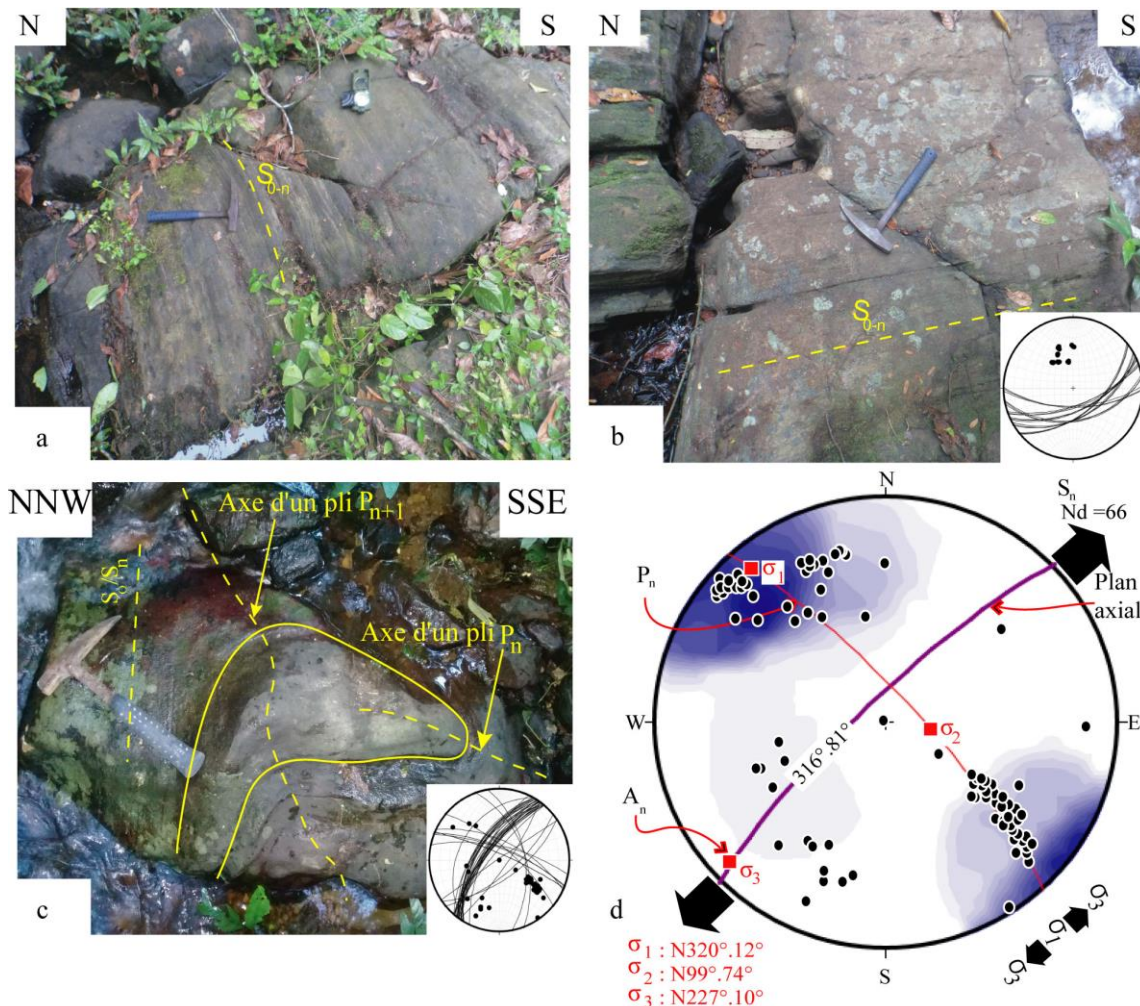 N
S
S0-n
a
N
S
S0-n
b
NNW
SSE
Axe d'un pli Pn+1
S0/Sn
Axe d'un pli Pn
c
N
Sn
Nd =66
Pn
σ1
Plan
axial
W
E
σ2
316°.81°
An
σ3
d
S
σ3
σ1
σ3
σ1 : N320°.12°
σ2 : N99°.74°
σ3 : N227°.10°